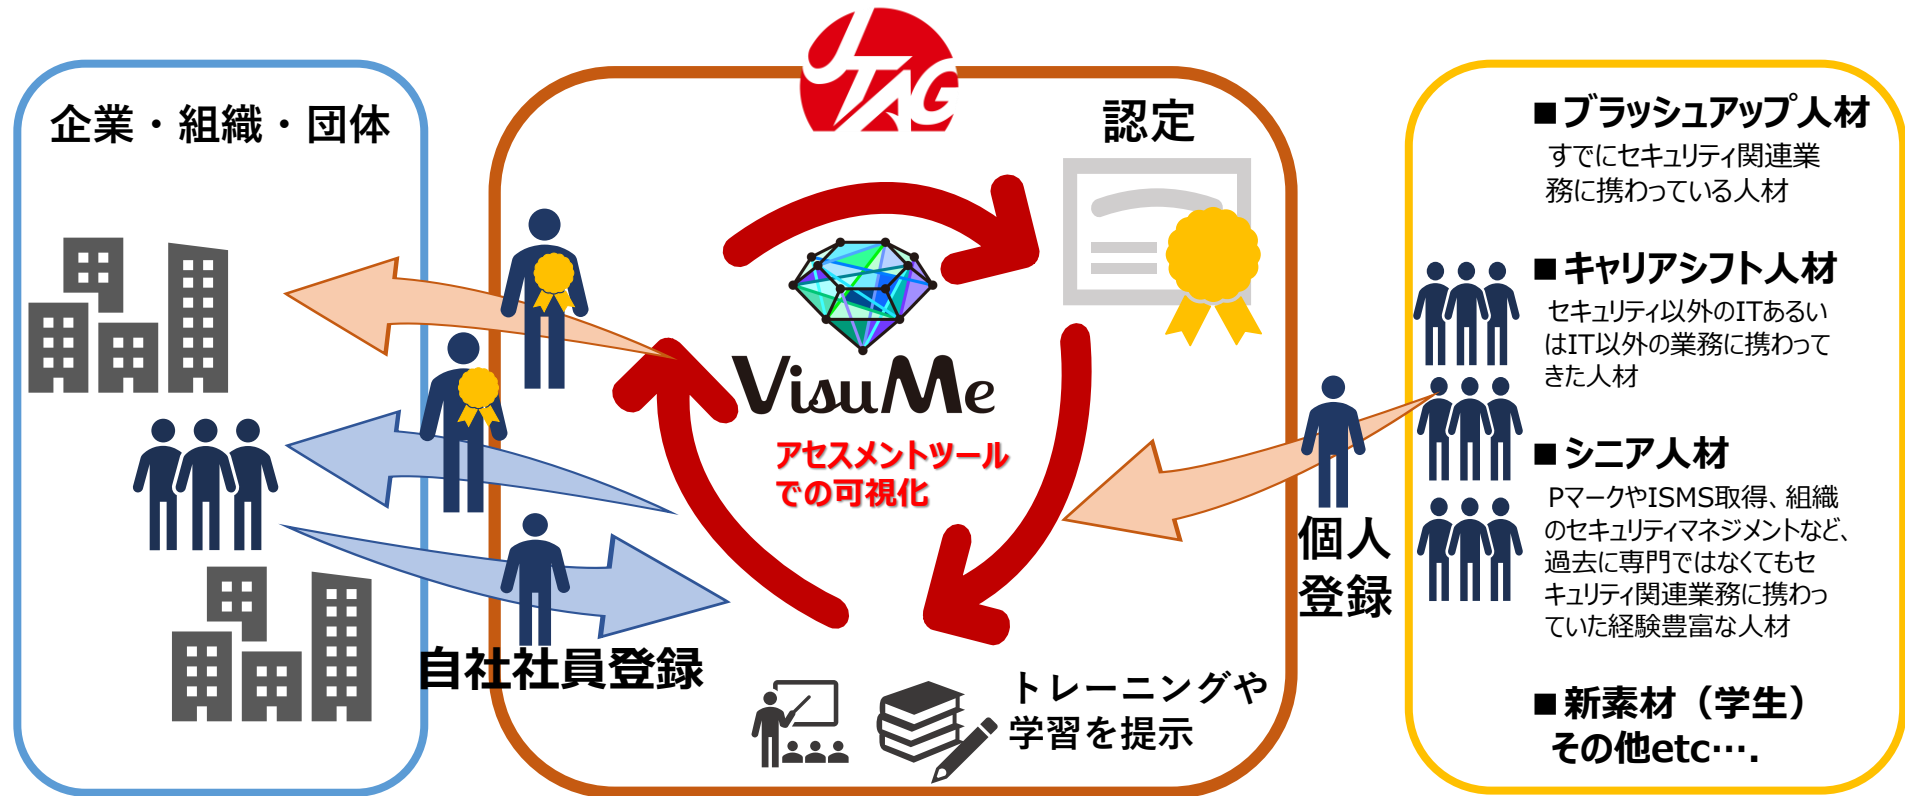 企業・組織・団体
JTAG
認定
VisuMe
アセスメントツール
での可視化
自社社員登録
トレーニングや
学習を提示
個人
登録
■ブラッシュアップ人材
すでにセキュリティ関連業
務に携わっている人材
■キャリアシフト人材
セキュリティ以外のITあるい
はIT以外の業務に携わって
きた人材
■シニア人材
PマークやISMS取得、組織
のセキュリティマネジメントなど、
過去に専門ではなくてもセ
キュリティ関連業務に携わっ
ていた経験豊富な人材
■新素材（学生）
その他etc….